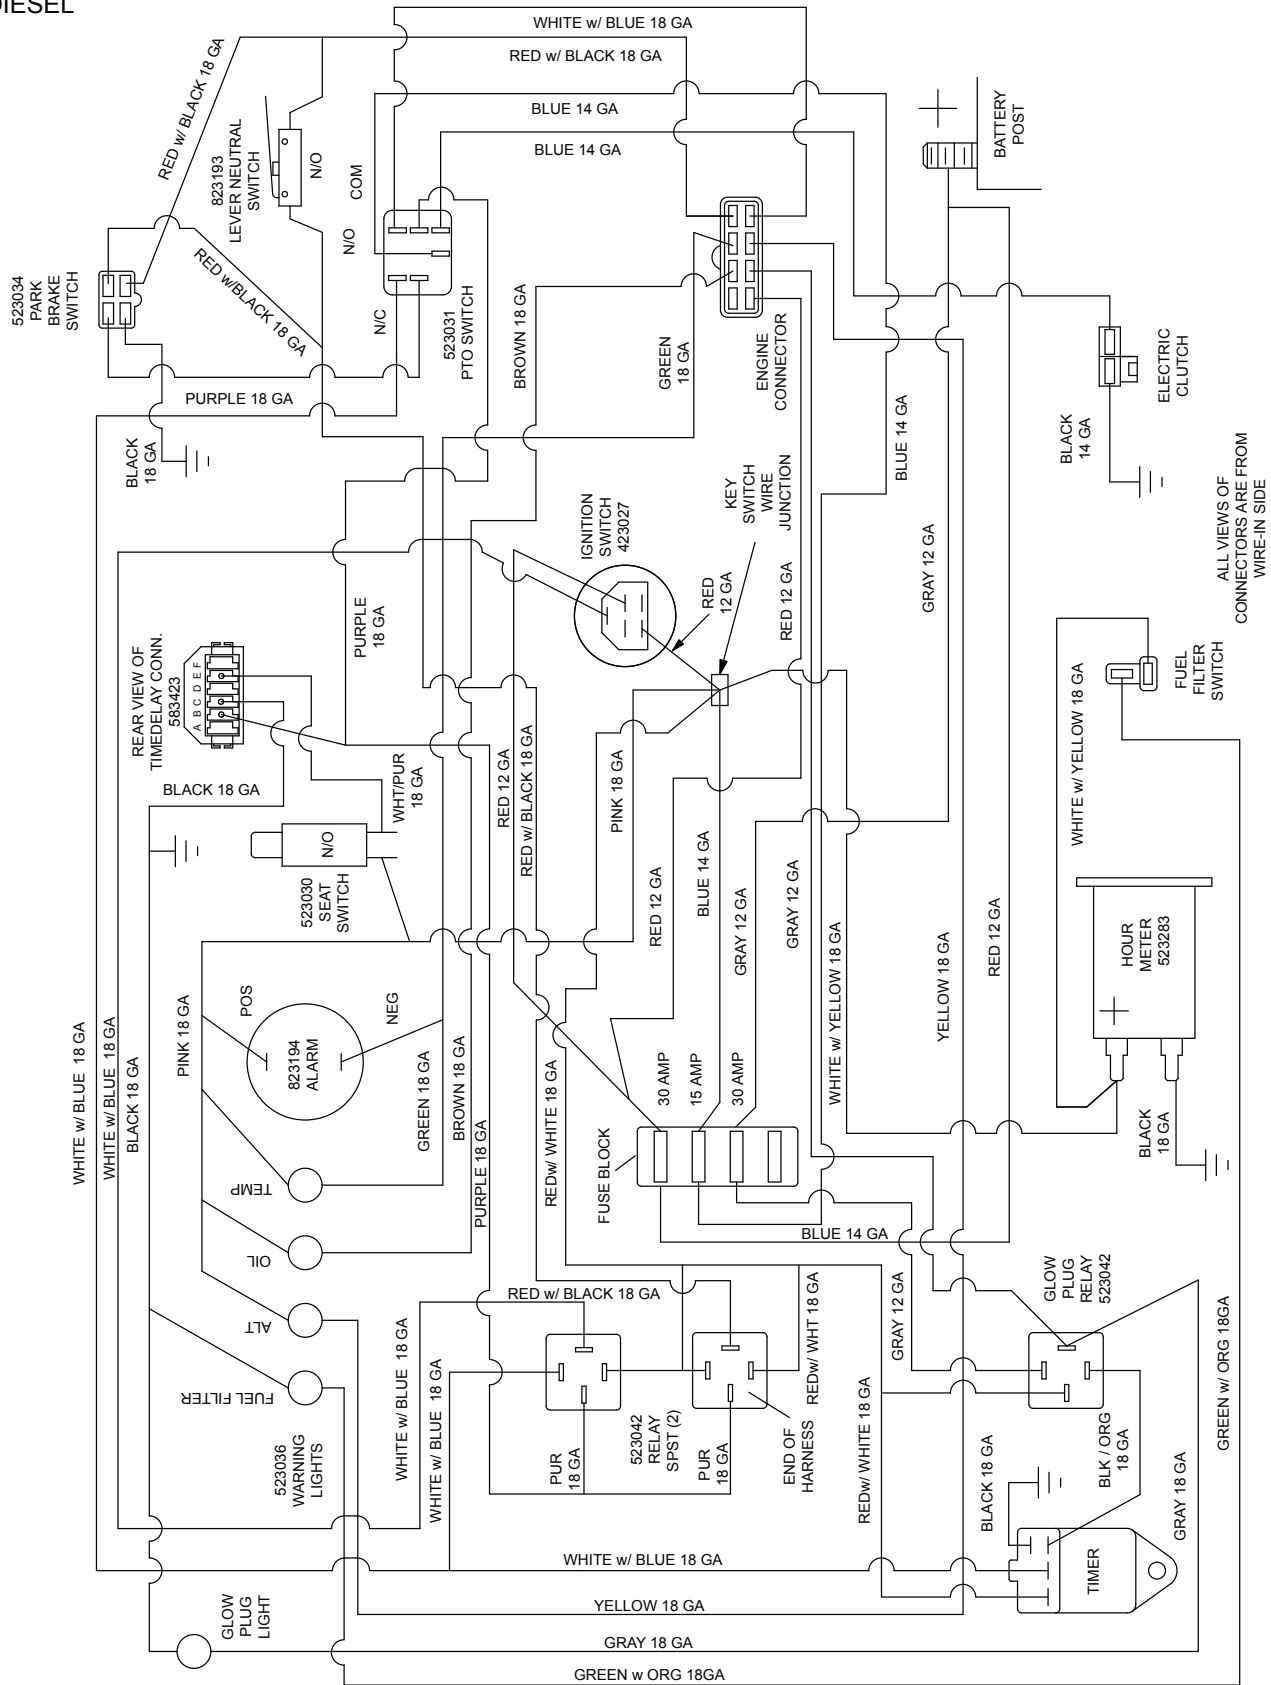 DIESEL
WHITE w/ BLUE 18 GA
RED w/ BLACK 18 GA
BLUE 14 GA
BLUE 14 GA
RED w/ BLACK 18 GA
823193
LEVER NEUTRAL
SWITCH
N/O
COM
N/O
N/C
523034
PARK
BRAKE
SWITCH
RED w/BLACK 18 GA
523031
PTO SWITCH
BROWN 18 GA
GREEN
18 GA
ENGINE
CONNECTOR
BATTERY
POST
PURPLE 18 GA
BLACK
18 GA
BLUE 14 GA
BLACK
14 GA
ELECTRIC
CLUTCH
KEY
SWITCH
WIRE
JUNCTION
IGNITION
SWITCH
423027
RED
12 GA
RED 12 GA
GRAY 12 GA
ALL VIEWS OF
CONNECTORS ARE FROM
WIRE-IN SIDE
PURPLE
18 GA
REAR VIEW OF
TIMEDELAY CONN.
583423
A B C D E F
BLACK 18 GA
WHT/PUR
18 GA
RED 12 GA
RED w/ BLACK 18 GA
PINK 18 GA
FUEL
FILTER
SWITCH
WHITE w/ YELLOW 18 GA
N/O
523030
SEAT
SWITCH
RED 12 GA
BLUE 14 GA
GRAY 12 GA
GRAY 12 GA
WHITE w/ YELLOW 18 GA
YELLOW 18 GA
RED 12 GA
HOUR
METER
523283
POS
NEG
823194
ALARM
PINK 18 GA
WHITE w/ BLUE 18 GA
WHITE w/ BLUE 18 GA
BLACK 18 GA
GREEN 18 GA
BROWN 18 GA
PURPLE 18 GA
REDw/ WHITE 18 GA
30 AMP
15 AMP
30 AMP
FUSE BLOCK
BLACK
18 GA
TEMP
OIL
ALT
FUEL FILTER
BLUE 14 GA
RED w/ BLACK 18 GA
REDw/ WHT 18 GA
GRAY 12 GA
GLOW
PLUG
RELAY
523042
GREEN w/ ORG 18GA
523036
WARNING
LIGHTS
WHITE w/ BLUE 18 GA
WHITE w/ BLUE 18 GA
PUR
18 GA
523042
RELAY
SPST (2)
PUR
18 GA
END OF
HARNESS
REDw/ WHITE 18 GA
BLACK 18 GA
BLK / ORG
18 GA
GRAY 18 GA
TIMER
WHITE w/ BLUE 18 GA
YELLOW 18 GA
GLOW
PLUG
LIGHT
GRAY 18 GA
GREEN w ORG 18GA